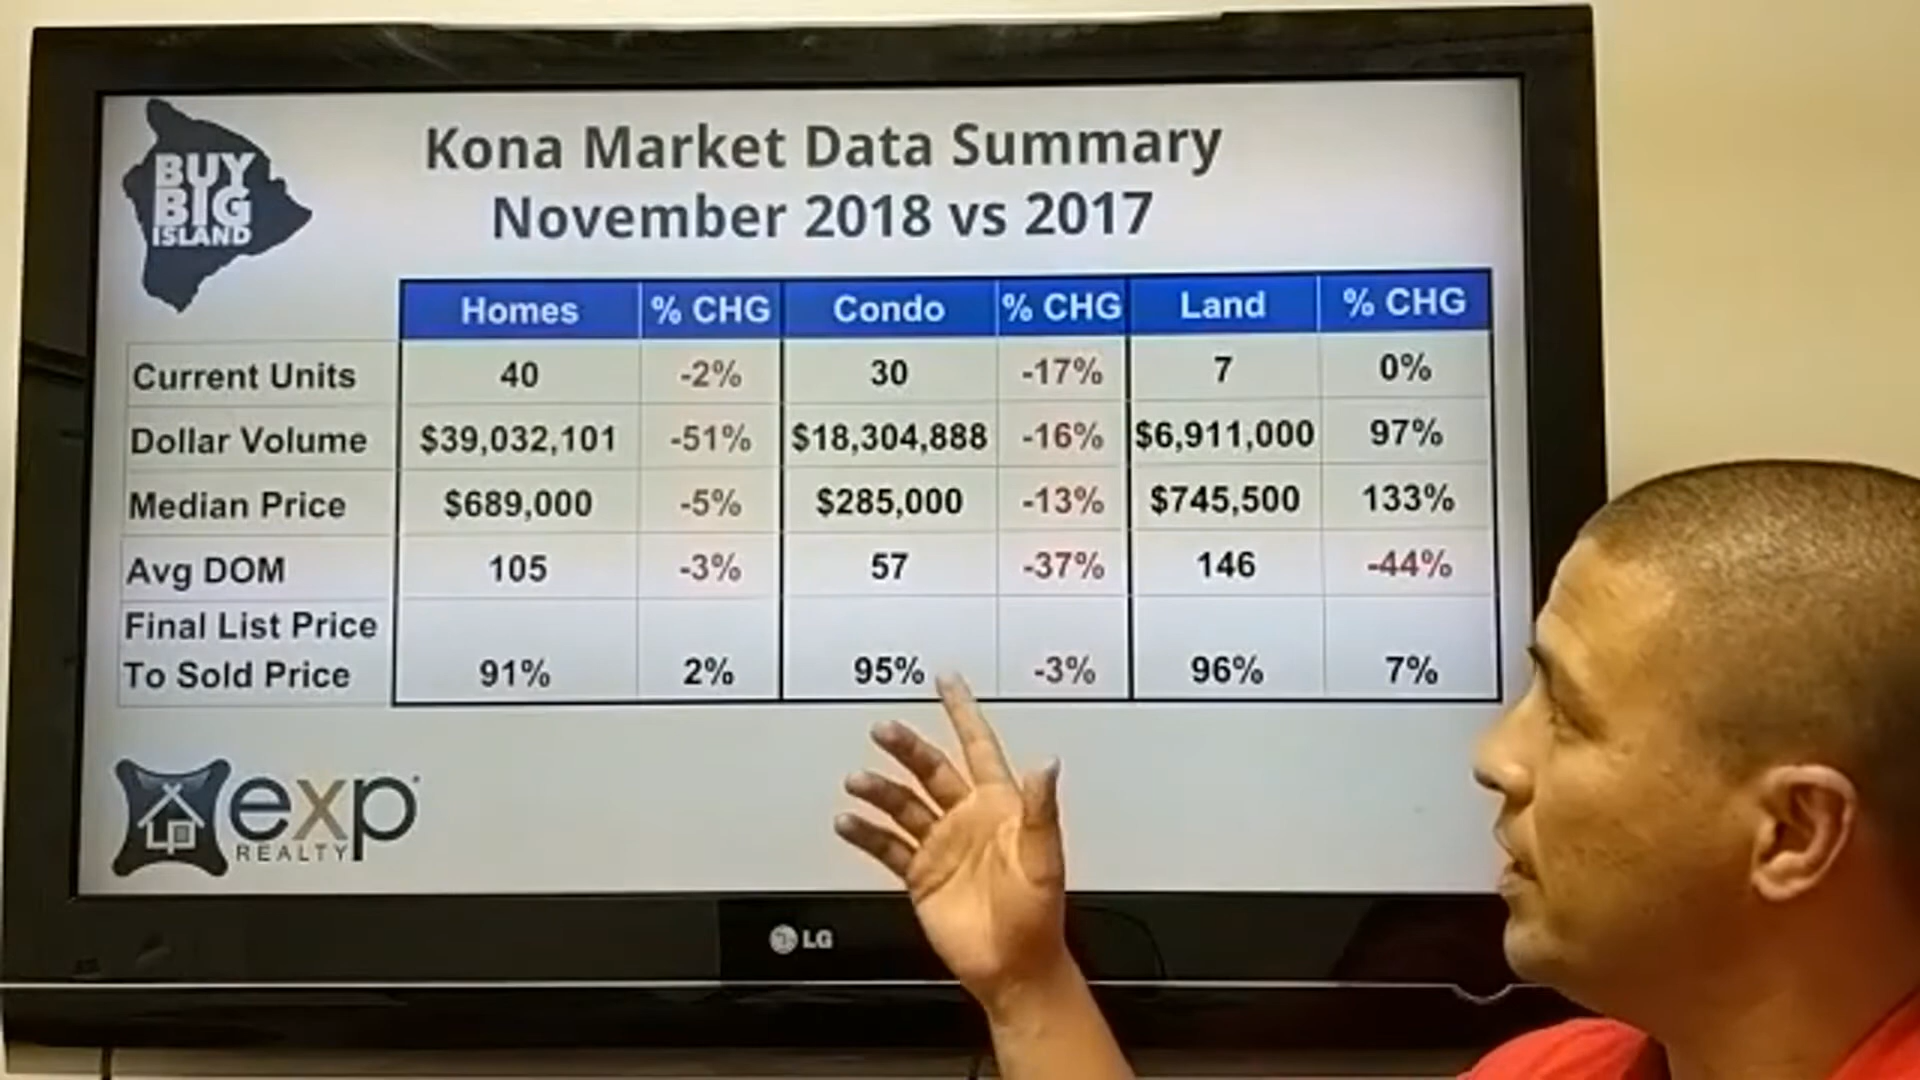 BUY
BIG
ISLAND
Kona Market Data Summary
November 2018 vs 2017
Homes % CHG Condo % CHG Land % CHG
Current Units 40 -2% 30 -17% 7 0%
Dollar Volume $39,032,101 -51% $18,304,888 -16% $6,911,000 97%
Median Price $689,000 -5% $285,000 -13% $745,500 133%
Avg DOM 105 -3% 57 -37% 146 -44%
Final List Price
To Sold Price 91% 2% 95% -3% 96% 7%
exp
REALTY
LG